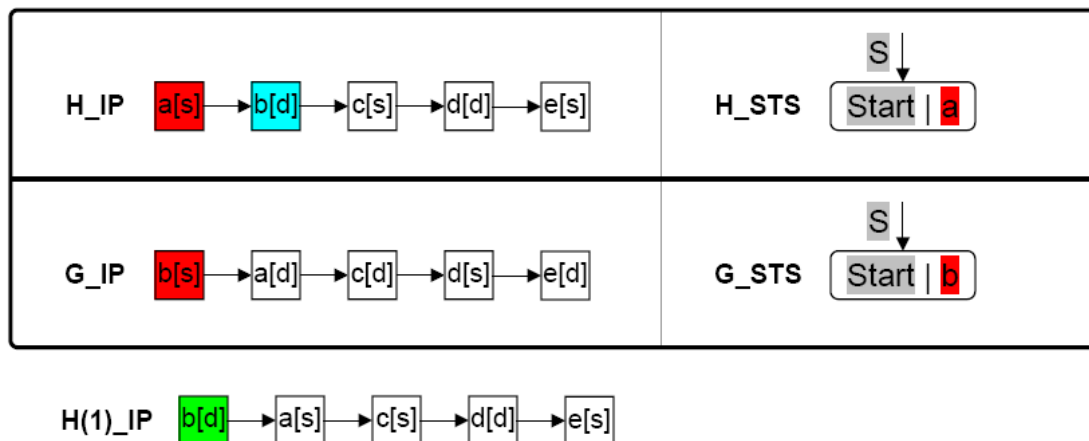 S
H_IP a[s] b[d] c[s] d[d] e[s] H_STS Start | a
S
G_IP b[s] a[d] c[d] d[s] e[d] G_STS Start | b
H(1)_IP b[d] a[s] c[s] d[d] e[s]